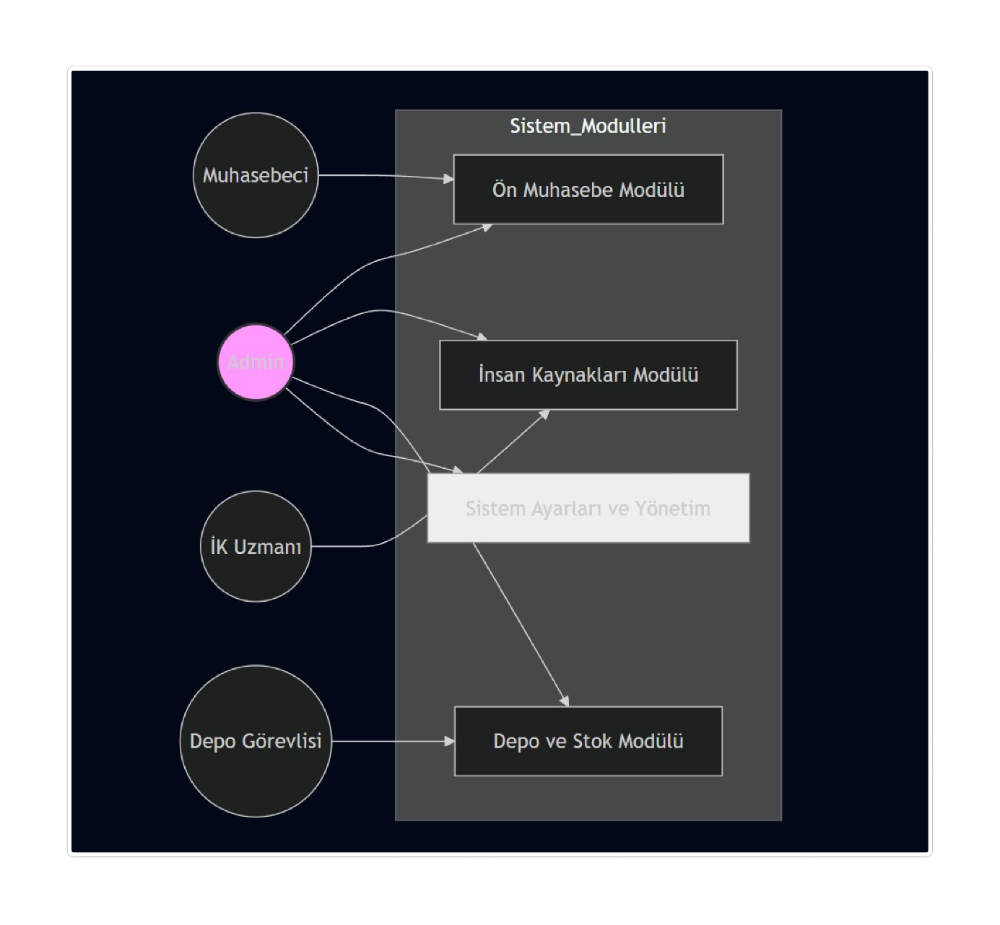 Sistem_Modulleri
Muhasebeci
Ön Muhasebe Modülü
Admin
İnsan Kaynakları Modülü
Sistem Ayarları ve Yönetim
İK Uzmanı
Depo Görevlisi
Depo ve Stok Modülü